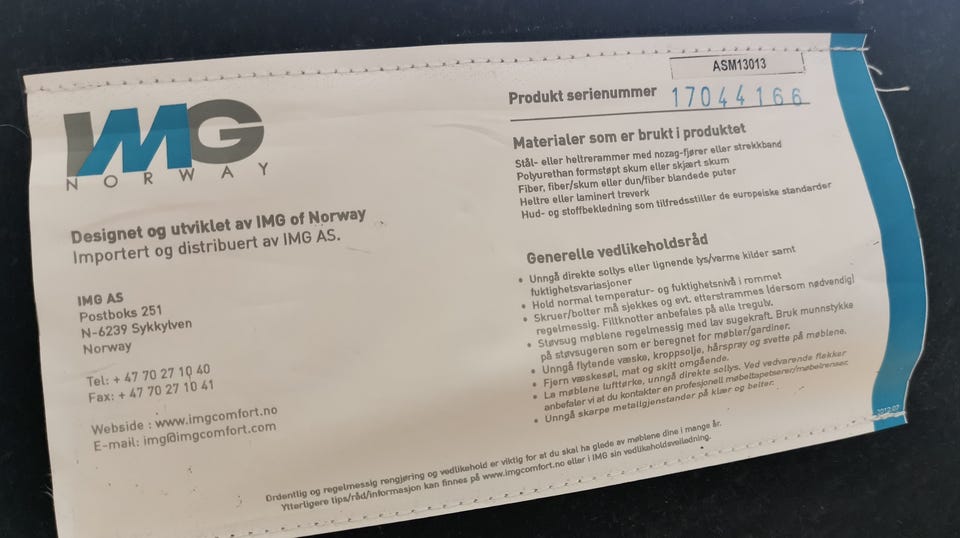 IMG
NORWAY
Designet og utviklet av IMG of Norway
Importert og distribuert av IMG AS.
IMG AS
Postboks 251
N-6239 Sykkylven
Norway
Tel: + 47 70 27 10 40
Fax: + 47 70 27 10 41
Webside : www.imgcomfort.no
E-mail: img@imgcomfort.com
ASM13013
Produkt serienummer 17044166
Materialer som er brukt i produktet
Stål- eller heltrerammer med nozag-fjører eller strekkband
Polyurethan formstøpt skum eller skjært skum
Fiber, fiber/skum eller dun/fiber blandede puter
Heltre eller laminert treverk
Hud- og stoffbekledning som tilfredsstiller de europeiske standarder
Generelle vedlikeholdsråd
• Unngå direkte sollys eller lignende lys/varme kilder samt
fuktighetsvariasjoner
• Hold normal temperatur- og fuktighetsnivå i rommet
• Skruer/bolter må sjekkes og evt. etterstrammes (dersom nødvendig)
regelmessig. Filtknotter anbefales på alle tregulv.
• Støvsug møblene regelmessig med lav sugekraft. Bruk munnstykke
på støvsugeren som er beregnet for møbler/gardiner.
• Unngå flytende væske, kroppsolje, hårspray og svette på møblene.
• Fjern væskesøl, mat og skitt omgående.
• La møblene lufttørke, unngå direkte sollys. Ved vedvarende flekker
anbefaler vi at du kontakter en profesjonell møbeltapetserer/møbelrenser.
• Unngå skarpe metallgjenstander på klær og belter.
2012.07
Ordentlig og regelmessig rengjøring og vedlikehold er viktig for at du skal ha glede av møblene dine i mange år.
Ytterligere tips/råd/informasjon kan finnes på www.imgcomfort.no eller i IMG sin vedlikeholdsveiledning.